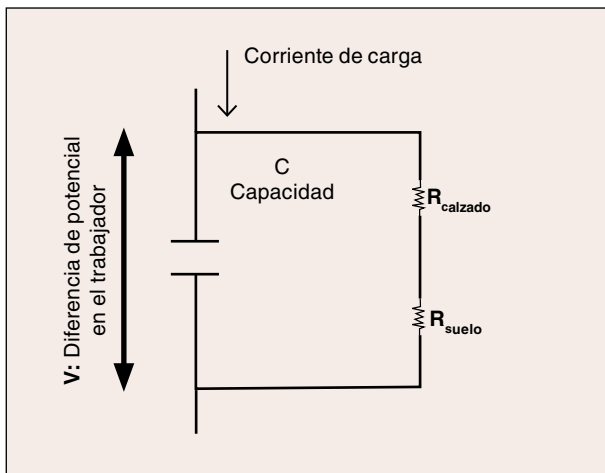 Corriente de carga
C
Capacidad
V: Diferencia de potencial
en el trabajador
Rcalzado
Rsuelo